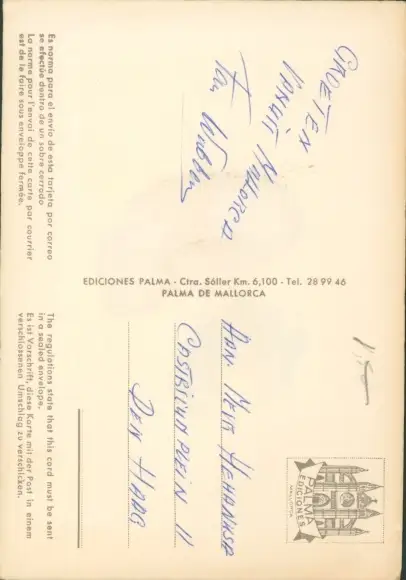 GROETEN
VANUIT MALLORCA
EDICIONES PALMA - Ctra. Sóller Km. 6,100 - Tel. 28 99 46
PALMA DE MALLORCA
AAN
DEN HAAG
PALMA
EDICIONES
MALLORCA
Es norma para el envío de esta tarjeta por correo
se efectúe dentro de un sobre cerrado
La norme pour l'envoi de cette carte par courrier
est de le faire sous enveloppe fermée.
The regulations state that this card must be sent
in a sealed envelope.
Es ist Vorschrift, diese Karte mit der Post in einem
verschlossenen Umschlag zu verschicken.